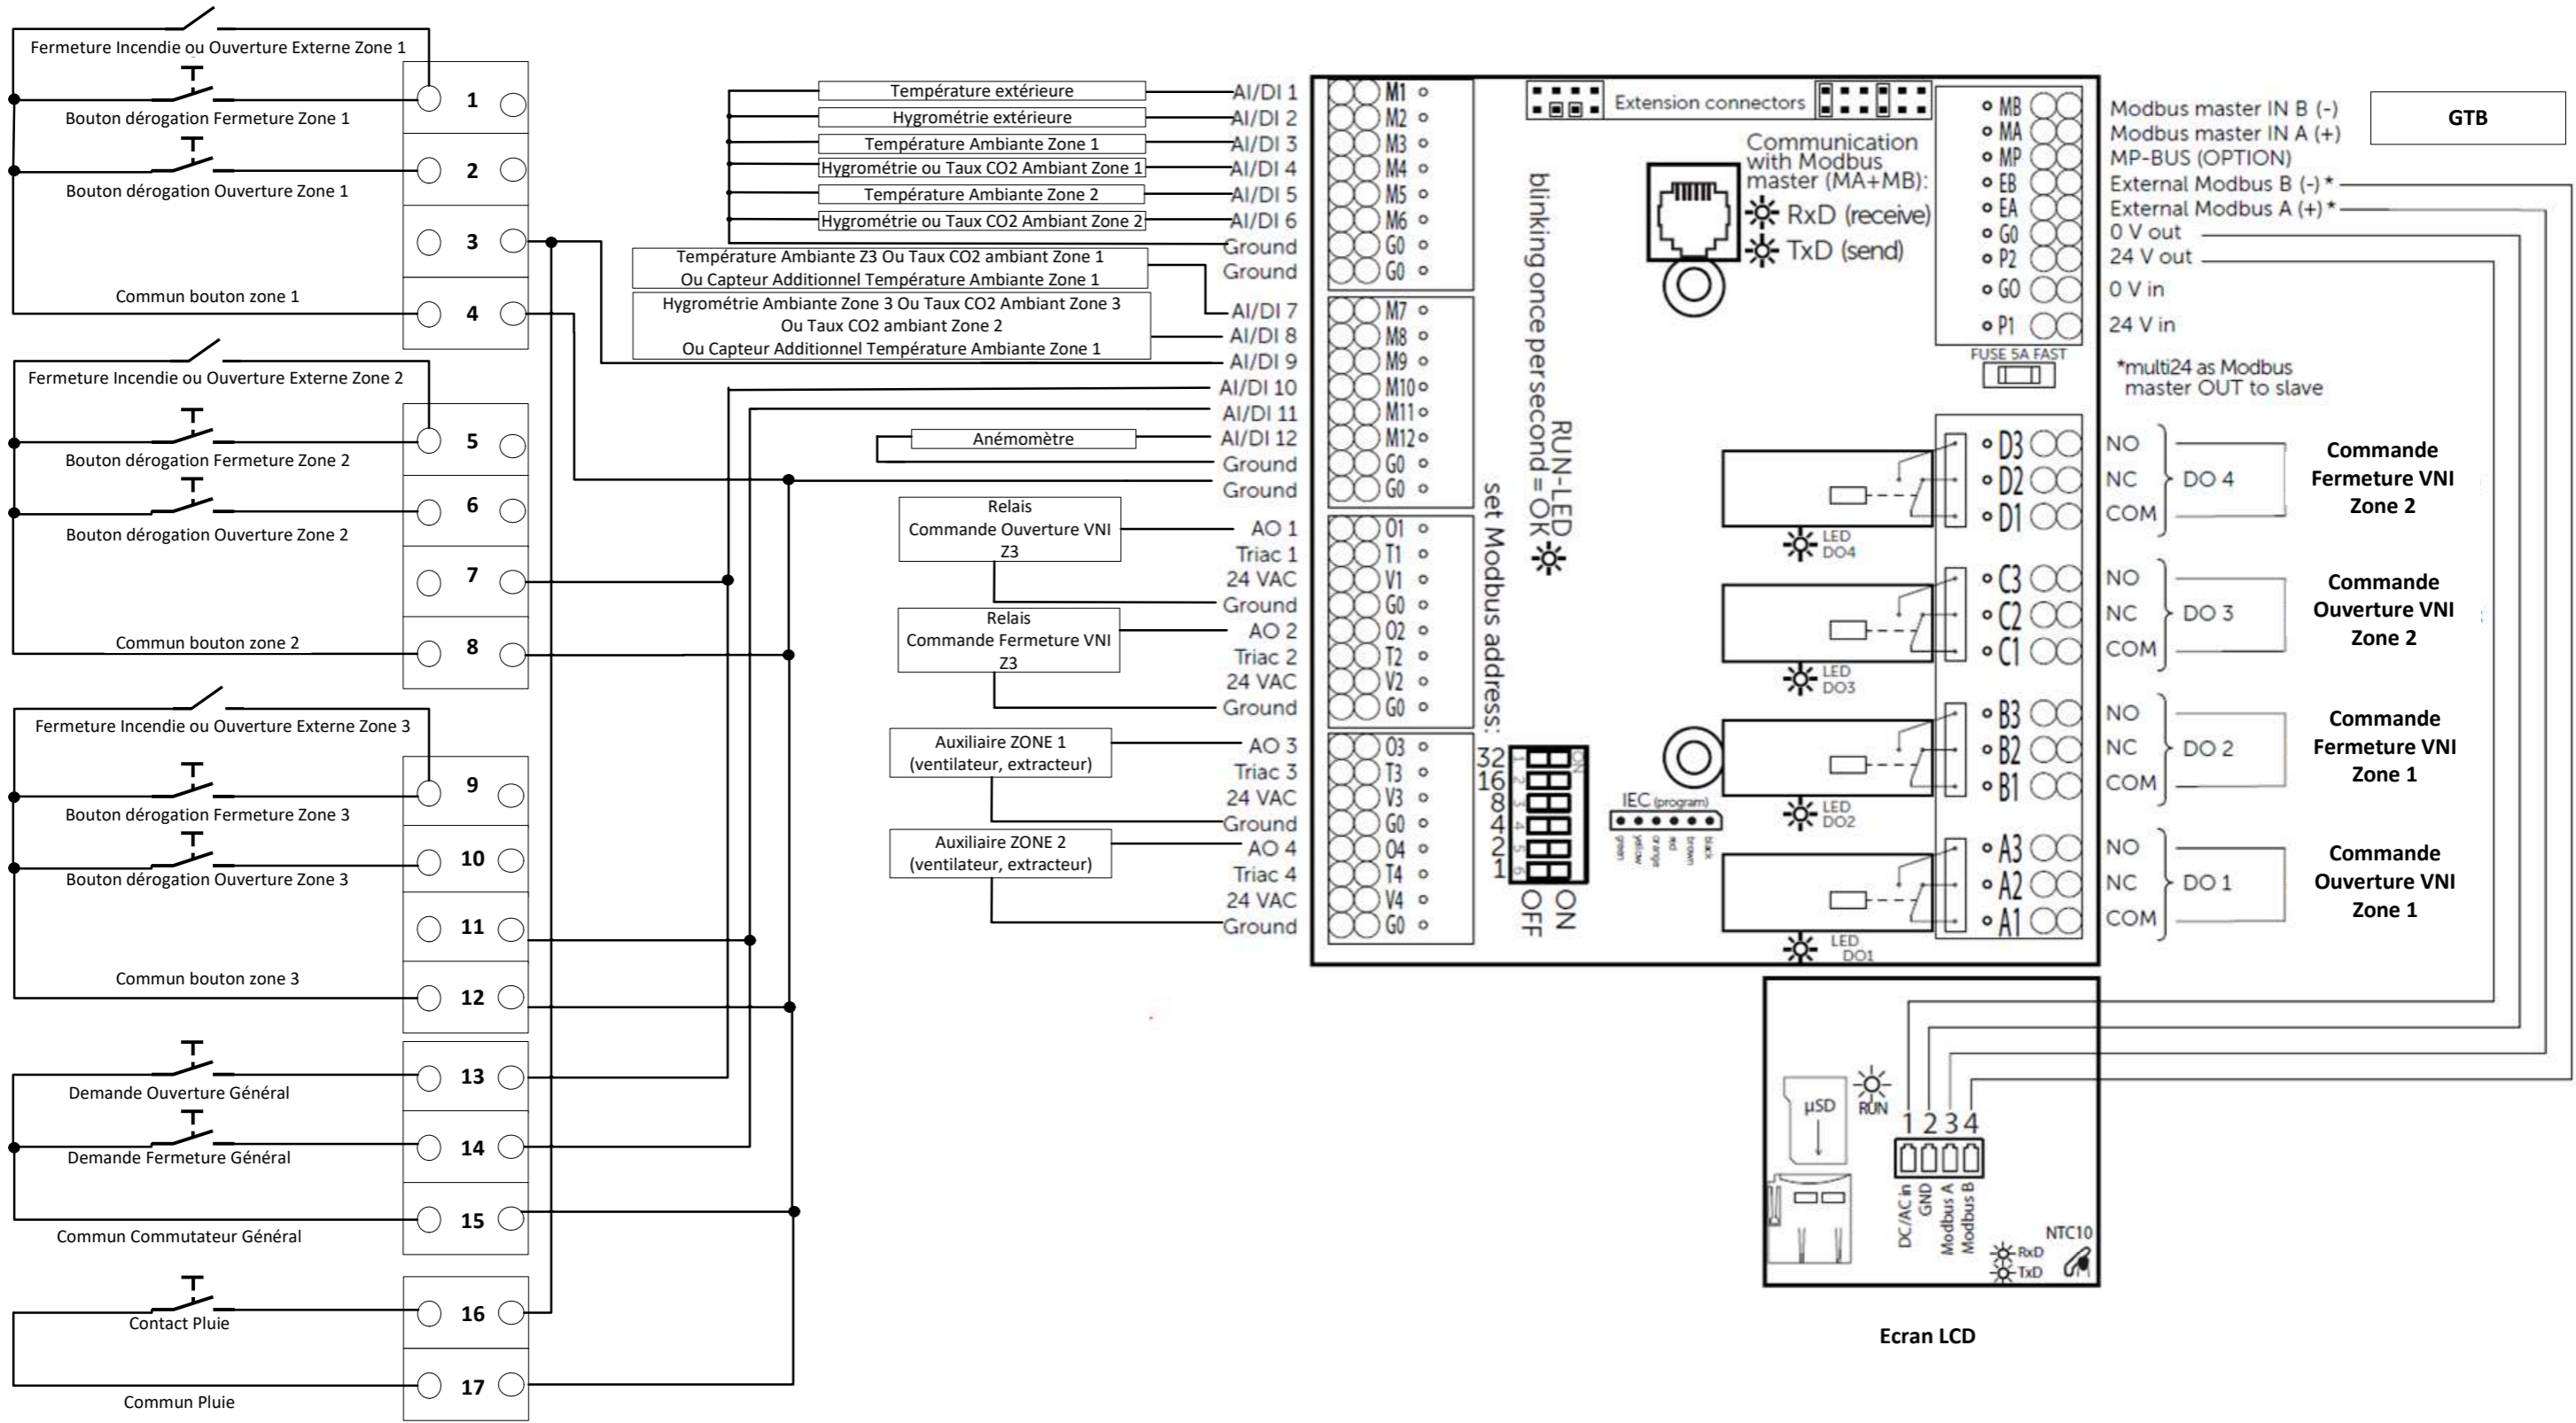 Fermeture Incendie ou Ouverture Externe Zone 1
Bouton dérogation Fermeture Zone 1
Bouton dérogation Ouverture Zone 1
Commun bouton zone 1
1
2
3
4
Fermeture Incendie ou Ouverture Externe Zone 2
Bouton dérogation Fermeture Zone 2
Bouton dérogation Ouverture Zone 2
Commun bouton zone 2
5
6
7
8
Fermeture Incendie ou Ouverture Externe Zone 3
Bouton dérogation Fermeture Zone 3
Bouton dérogation Ouverture Zone 3
Commun bouton zone 3
9
10
11
12
Demande Ouverture Général
Demande Fermeture Général
Commun Commutateur Général
13
14
15
Contact Pluie
Commun Pluie
16
17
Température extérieure
Hygrométrie extérieure
Température Ambiante Zone 1
Hygrométrie ou Taux CO2 Ambiant Zone 1
Température Ambiante Zone 2
Hygrométrie ou Taux CO2 Ambiant Zone 2
Température Ambiante Z3 Ou Taux CO2 ambiant Zone 1
Ou Capteur Additionnel Température Ambiante Zone 1
Hygrométrie Ambiante Zone 3 Ou Taux CO2 Ambiant Zone 3
Ou Taux CO2 ambiant Zone 2
Ou Capteur Additionnel Température Ambiante Zone 1
Anémomètre
Relais
Commande Ouverture VNI
Z3
Relais
Commande Fermeture VNI
Z3
Auxiliaire ZONE 1
(ventilateur, extracteur)
Auxiliaire ZONE 2
(ventilateur, extracteur)
AI/DI 1 M1
AI/DI 2 M2
AI/DI 3 M3
AI/DI 4 M4
AI/DI 5 M5
AI/DI 6 M6
Ground G0
Ground G0
AI/DI 7 M7
AI/DI 8 M8
AI/DI 9 M9
AI/DI 10 M10
AI/DI 11 M11
AI/DI 12 M12
Ground G0
Ground G0
AO 1 O1
Triac 1 T1
24 VAC V1
Ground G0
AO 2 O2
Triac 2 T2
24 VAC V2
Ground G0
AO 3 O3
Triac 3 T3
24 VAC V3
Ground G0
AO 4 O4
Triac 4 T4
24 VAC V4
Ground G0
Extension connectors
Communication
with Modbus
master (MA+MB):
RxD (receive)
TxD (send)
RUN-LED
blinking once per second = OK
set Modbus address:
32 1 ON
16 2
8 3
4 4
2 5
1 6
OFF ON
IEC (program)
green yellow orange red brown black
MB Modbus master IN B (-)
MA Modbus master IN A (+)
MP MP-BUS (OPTION)
EB External Modbus B (-) *
EA External Modbus A (+) *
G0 0 V out
P2 24 V out
G0 0 V in
P1 24 V in
FUSE 5A FAST
*multi24 as Modbus
master OUT to slave
GTB
D3 NO
D2 NC DO 4
D1 COM
LED
DO4
Commande
Fermeture VNI
Zone 2
C3 NO
C2 NC DO 3
C1 COM
LED
DO3
Commande
Ouverture VNI
Zone 2
B3 NO
B2 NC DO 2
B1 COM
LED
DO2
Commande
Fermeture VNI
Zone 1
A3 NO
A2 NC DO 1
A1 COM
LED
DO1
Commande
Ouverture VNI
Zone 1
µSD
RUN
1 2 3 4
DC/AC in
GND
Modbus A
Modbus B
NTC10
RxD
TxD
Ecran LCD